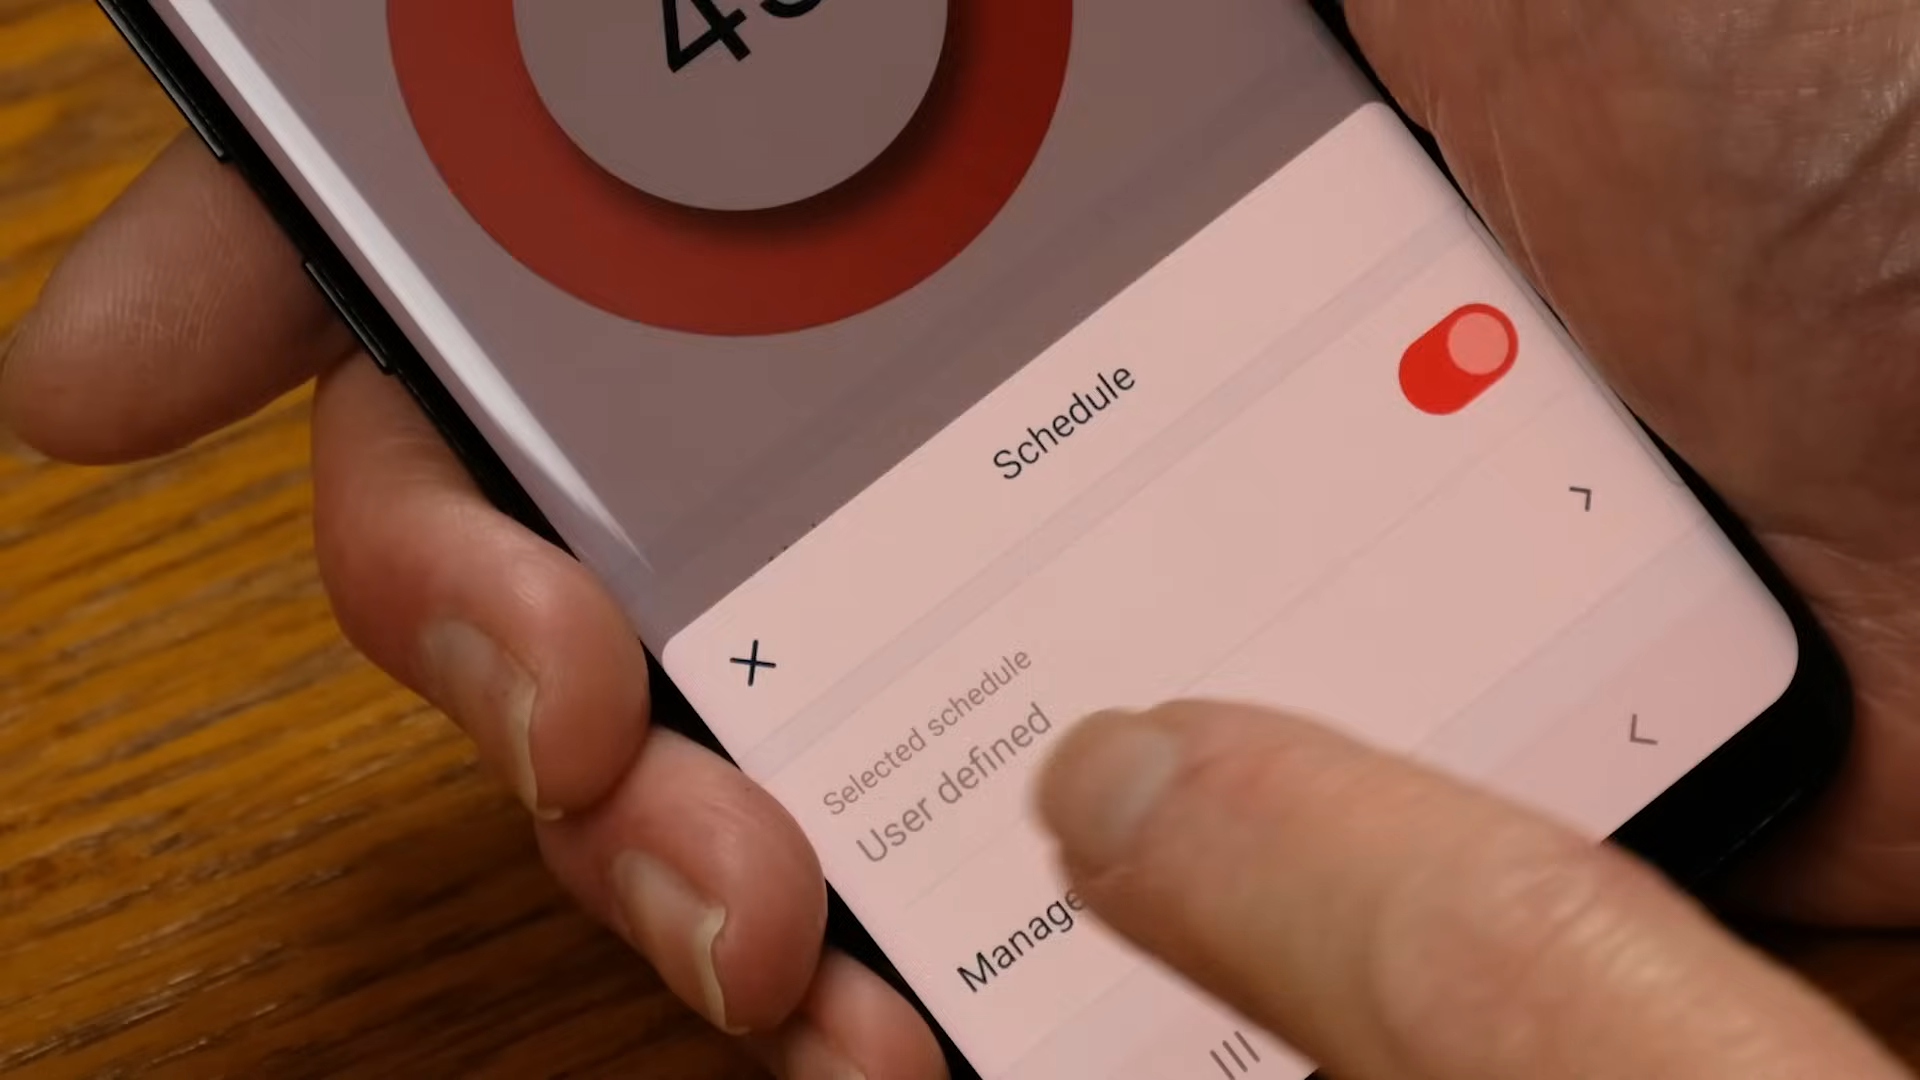 Schedule
Selected schedule
User defined
Manage